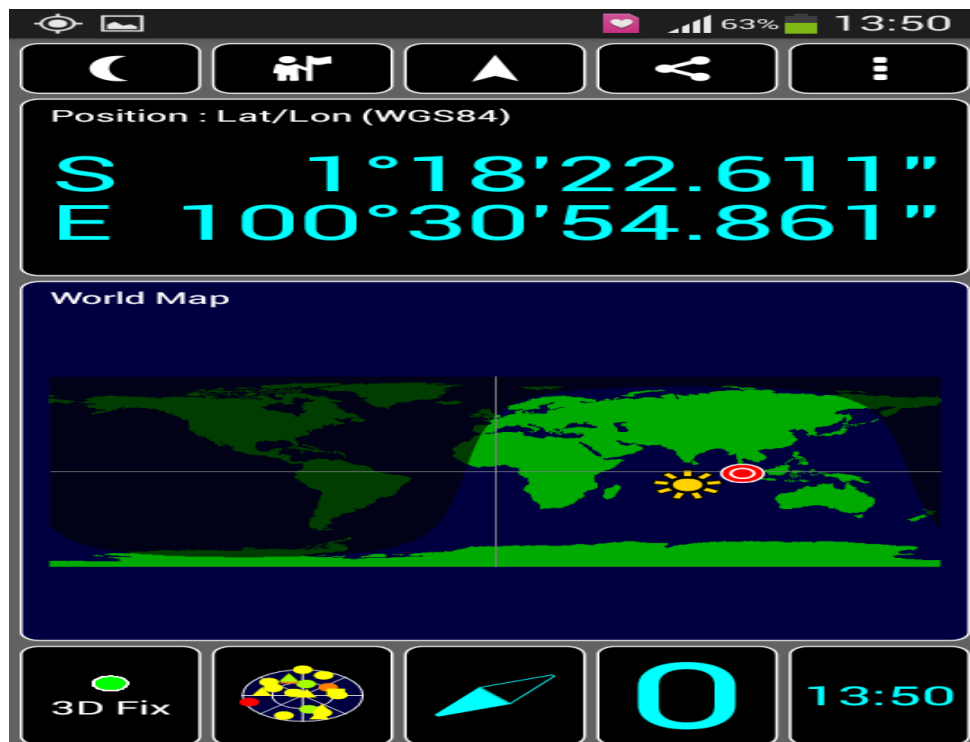 63% 13:50
Position : Lat/Lon (WGS84)
S 1°18'22.611"
E 100°30'54.861"
World Map
3D Fix 0 13:50